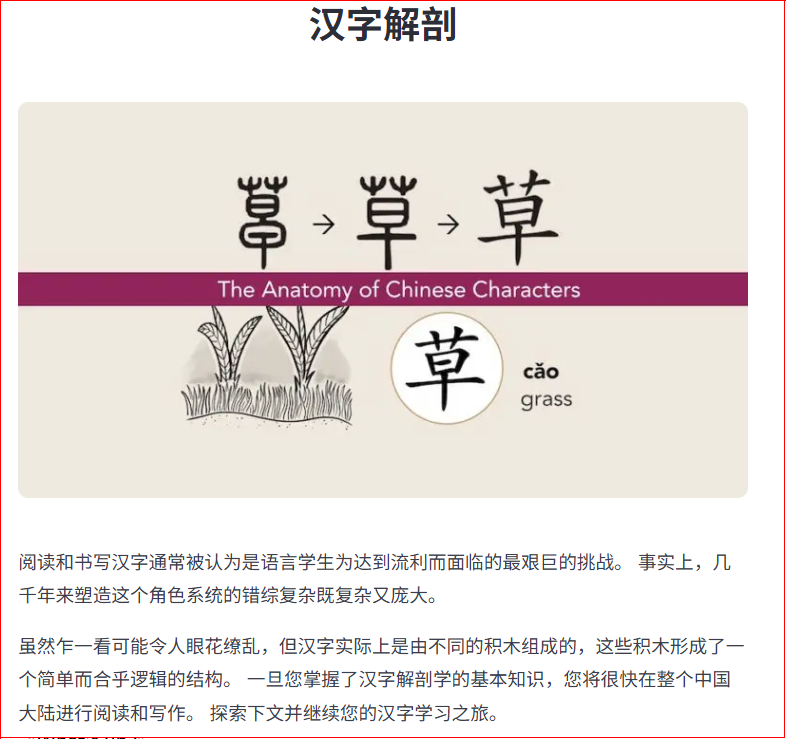 汉字解剖
草 → 草 → 草
The Anatomy of Chinese Characters
草
cǎo
grass
阅读和书写汉字通常被认为是语言学生为达到流利而面临的最艰巨的挑战。 事实上，几
千年来塑造这个角色系统的错综复杂既复杂又庞大。
虽然乍一看可能令人眼花缭乱，但汉字实际上是由不同的积木组成的，这些积木形成了一
个简单而合乎逻辑的结构。 一旦您掌握了汉字解剖学的基本知识，您将很快在整个中国
大陆进行阅读和写作。 探索下文并继续您的汉字学习之旅。